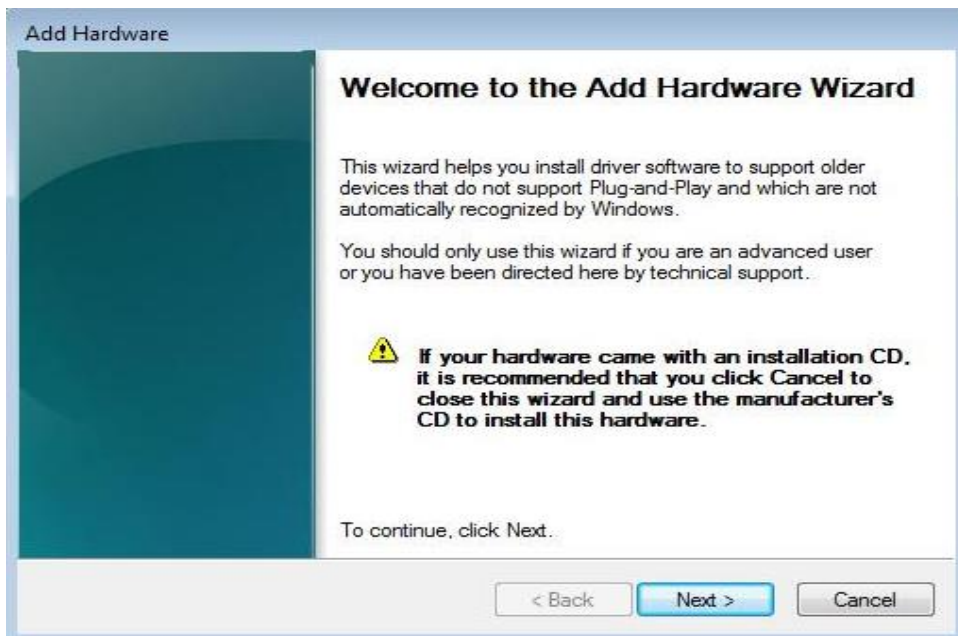 Add Hardware
Welcome to the Add Hardware Wizard
This wizard helps you install driver software to support older
devices that do not support Plug-and-Play and which are not
automatically recognized by Windows.
You should only use this wizard if you are an advanced user
or you have been directed here by technical support.
If your hardware came with an installation CD,
it is recommended that you click Cancel to
close this wizard and use the manufacturer's
CD to install this hardware.
To continue, click Next.
< Back Next > Cancel